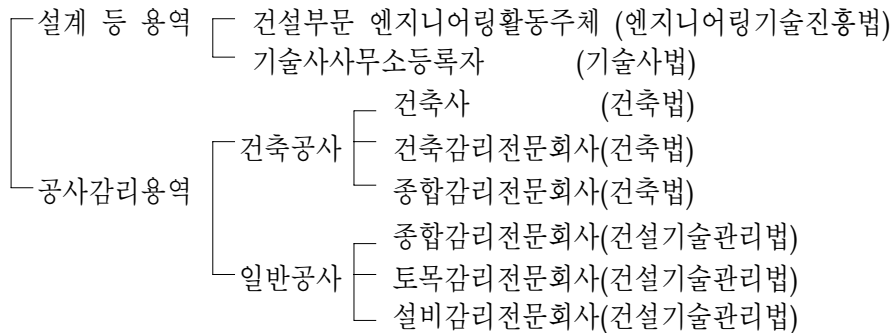 설계 등 용역 건설부문 엔지니어링활동주체 (엔지니어링기술진흥법)
기술사사무소등록자 (기술사법)
건축사 (건축법)
건축공사 건축감리전문회사(건축법)
공사감리용역 종합감리전문회사(건축법)
종합감리전문회사(건설기술관리법)
일반공사 토목감리전문회사(건설기술관리법)
설비감리전문회사(건설기술관리법)